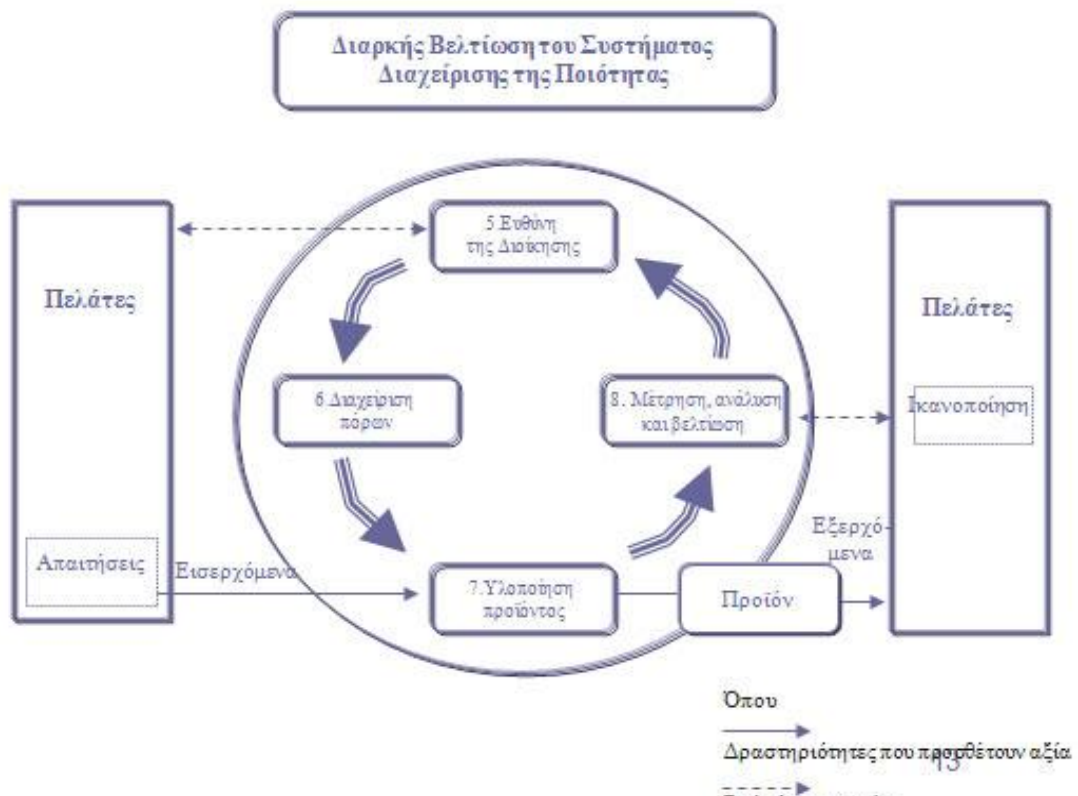 Διαρκής Βελτίωση του Συστήματος
Διαχείρισης της Ποιότητας
Πελάτες
5.Ευθύνη
της Διοίκησης
Πελάτες
6.Διαχείριση
πόρων
8. Μέτρηση, ανάλυση
και βελτίωση
Ικανοποίηση
Απαιτήσεις
Εισερχόμενα
7.Υλοποίηση
προϊόντος
Προϊόν
Εξερχό-
μενα
Όπου
Δραστηριότητες που προσθέτουν αξία
13